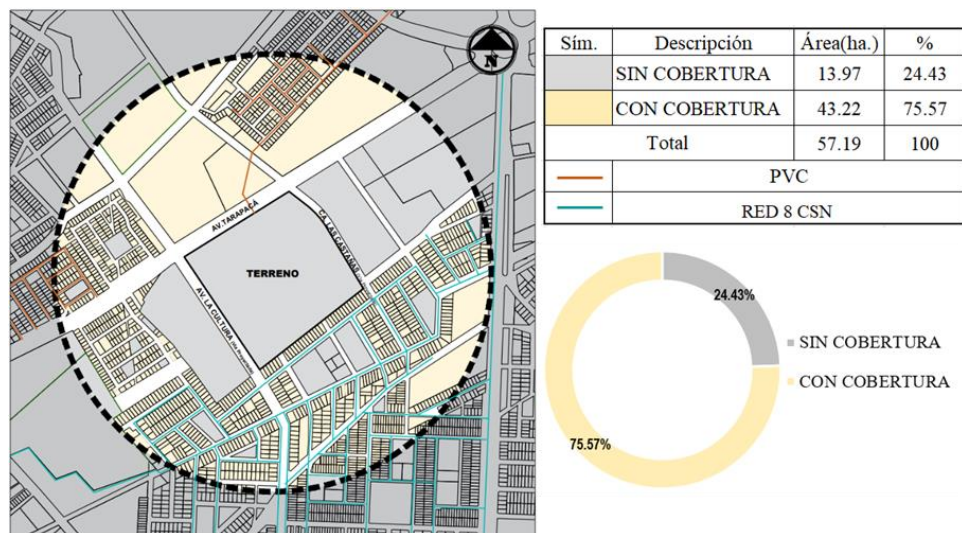 N
AV. TARAPACÁ
CA. LAS CASTAÑAS
TERRENO
AV. LA CULTURA
Sím. Descripción Área(ha.) %
SIN COBERTURA 13.97 24.43
CON COBERTURA 43.22 75.57
Total 57.19 100
PVC
RED 8 CSN
24.43%
SIN COBERTURA
CON COBERTURA
75.57%